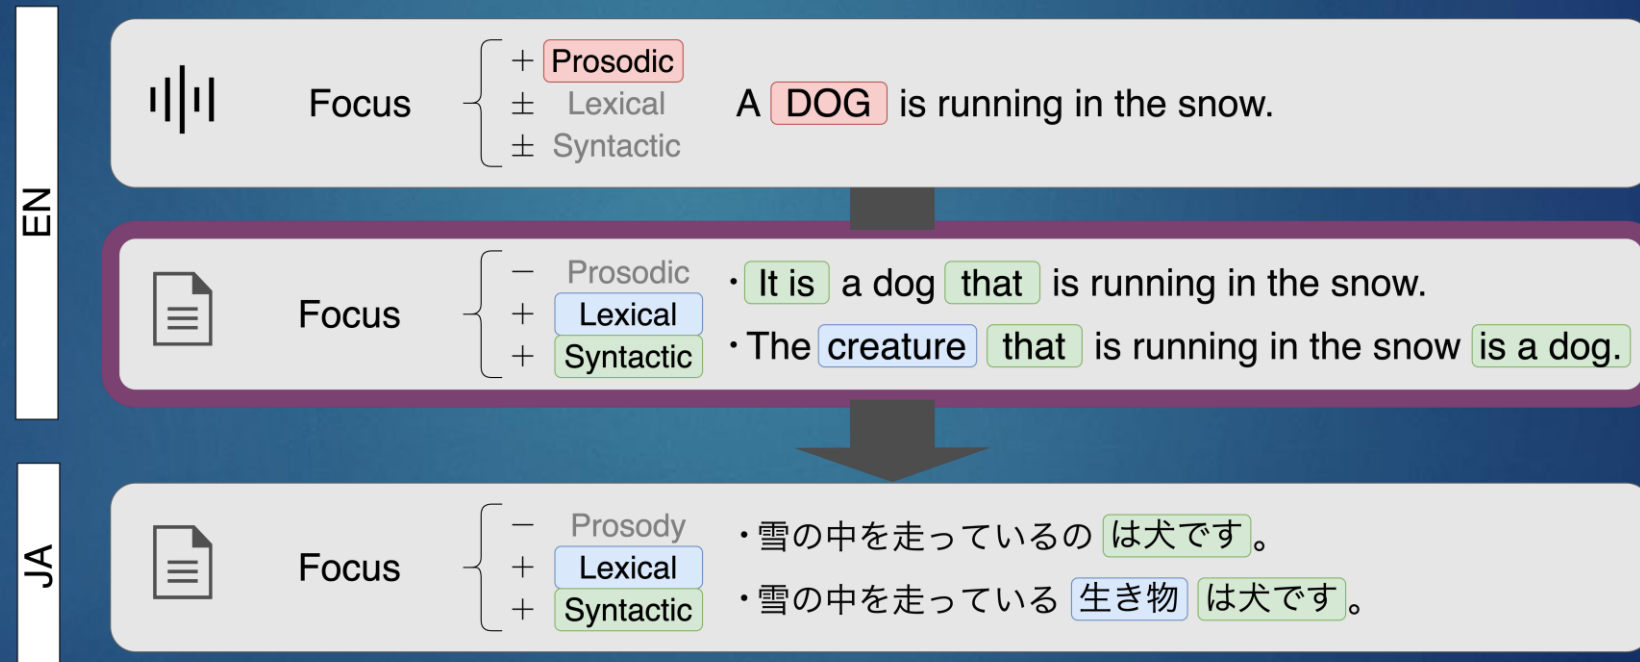 EN
Focus
+ Prosodic
± Lexical
± Syntactic
A DOG is running in the snow.
Focus
− Prosodic
+ Lexical
+ Syntactic
・It is a dog that is running in the snow.
・The creature that is running in the snow is a dog.
JA
Focus
− Prosody
+ Lexical
+ Syntactic
・雪の中を走っているのは犬です。
・雪の中を走っている生き物は犬です。